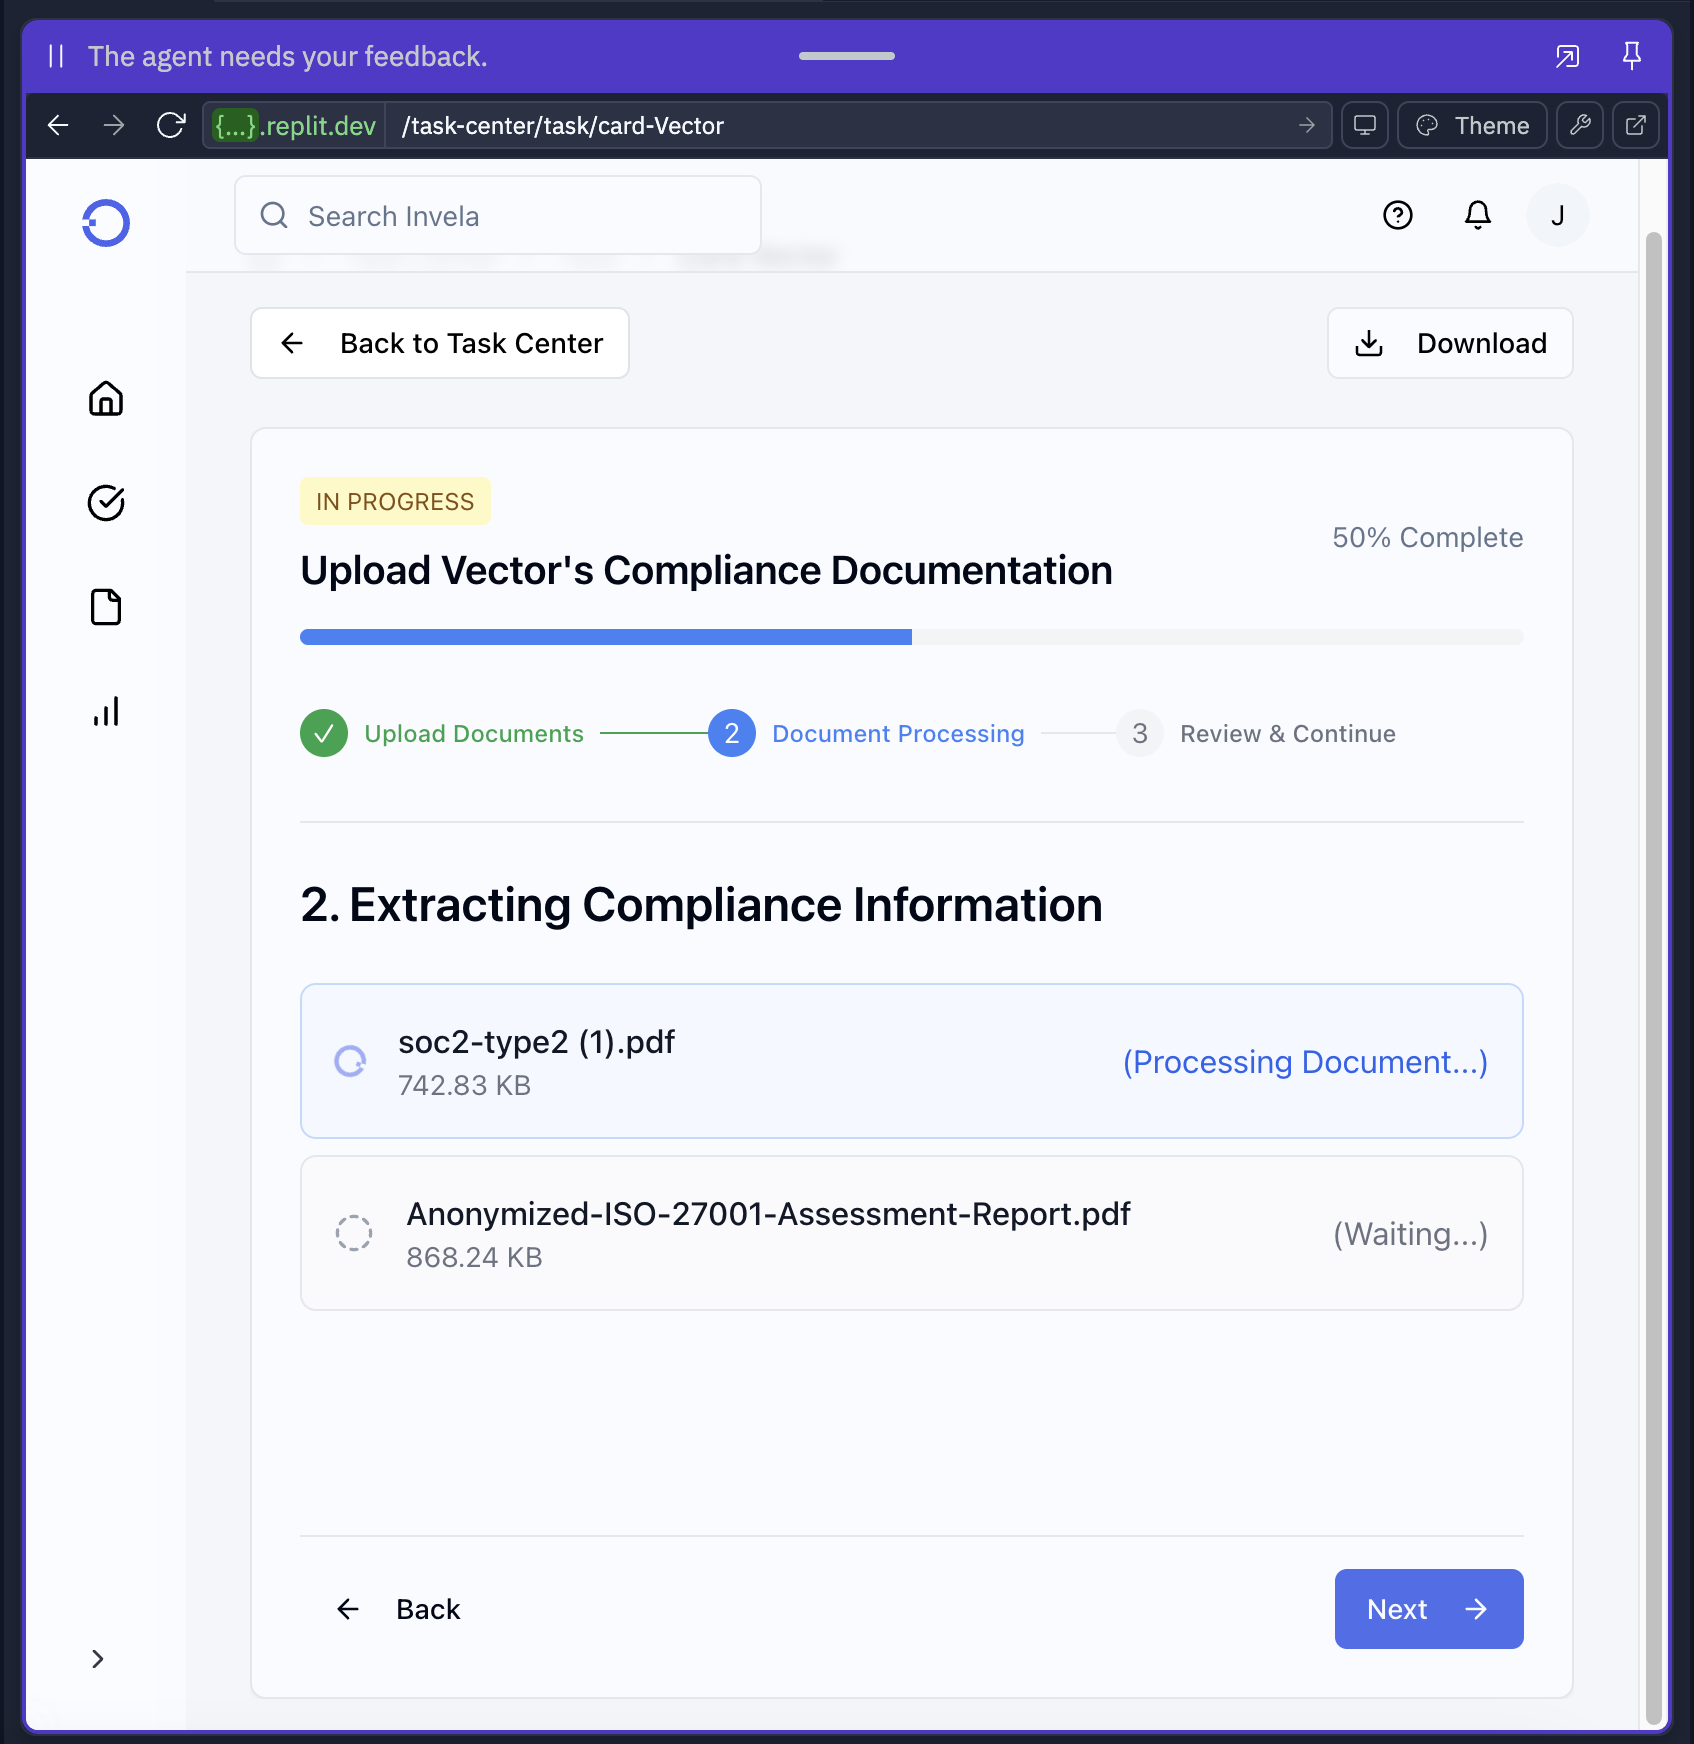 The agent needs your feedback.
{...}.replit.dev /task-center/task/card-Vector
Theme
Search Invela
J
Back to Task Center
Download
IN PROGRESS
50% Complete
Upload Vector's Compliance Documentation
Upload Documents
2 Document Processing
3 Review & Continue
2. Extracting Compliance Information
soc2-type2 (1).pdf
742.83 KB
(Processing Document...)
Anonymized-ISO-27001-Assessment-Report.pdf
868.24 KB
(Waiting...)
Back
Next